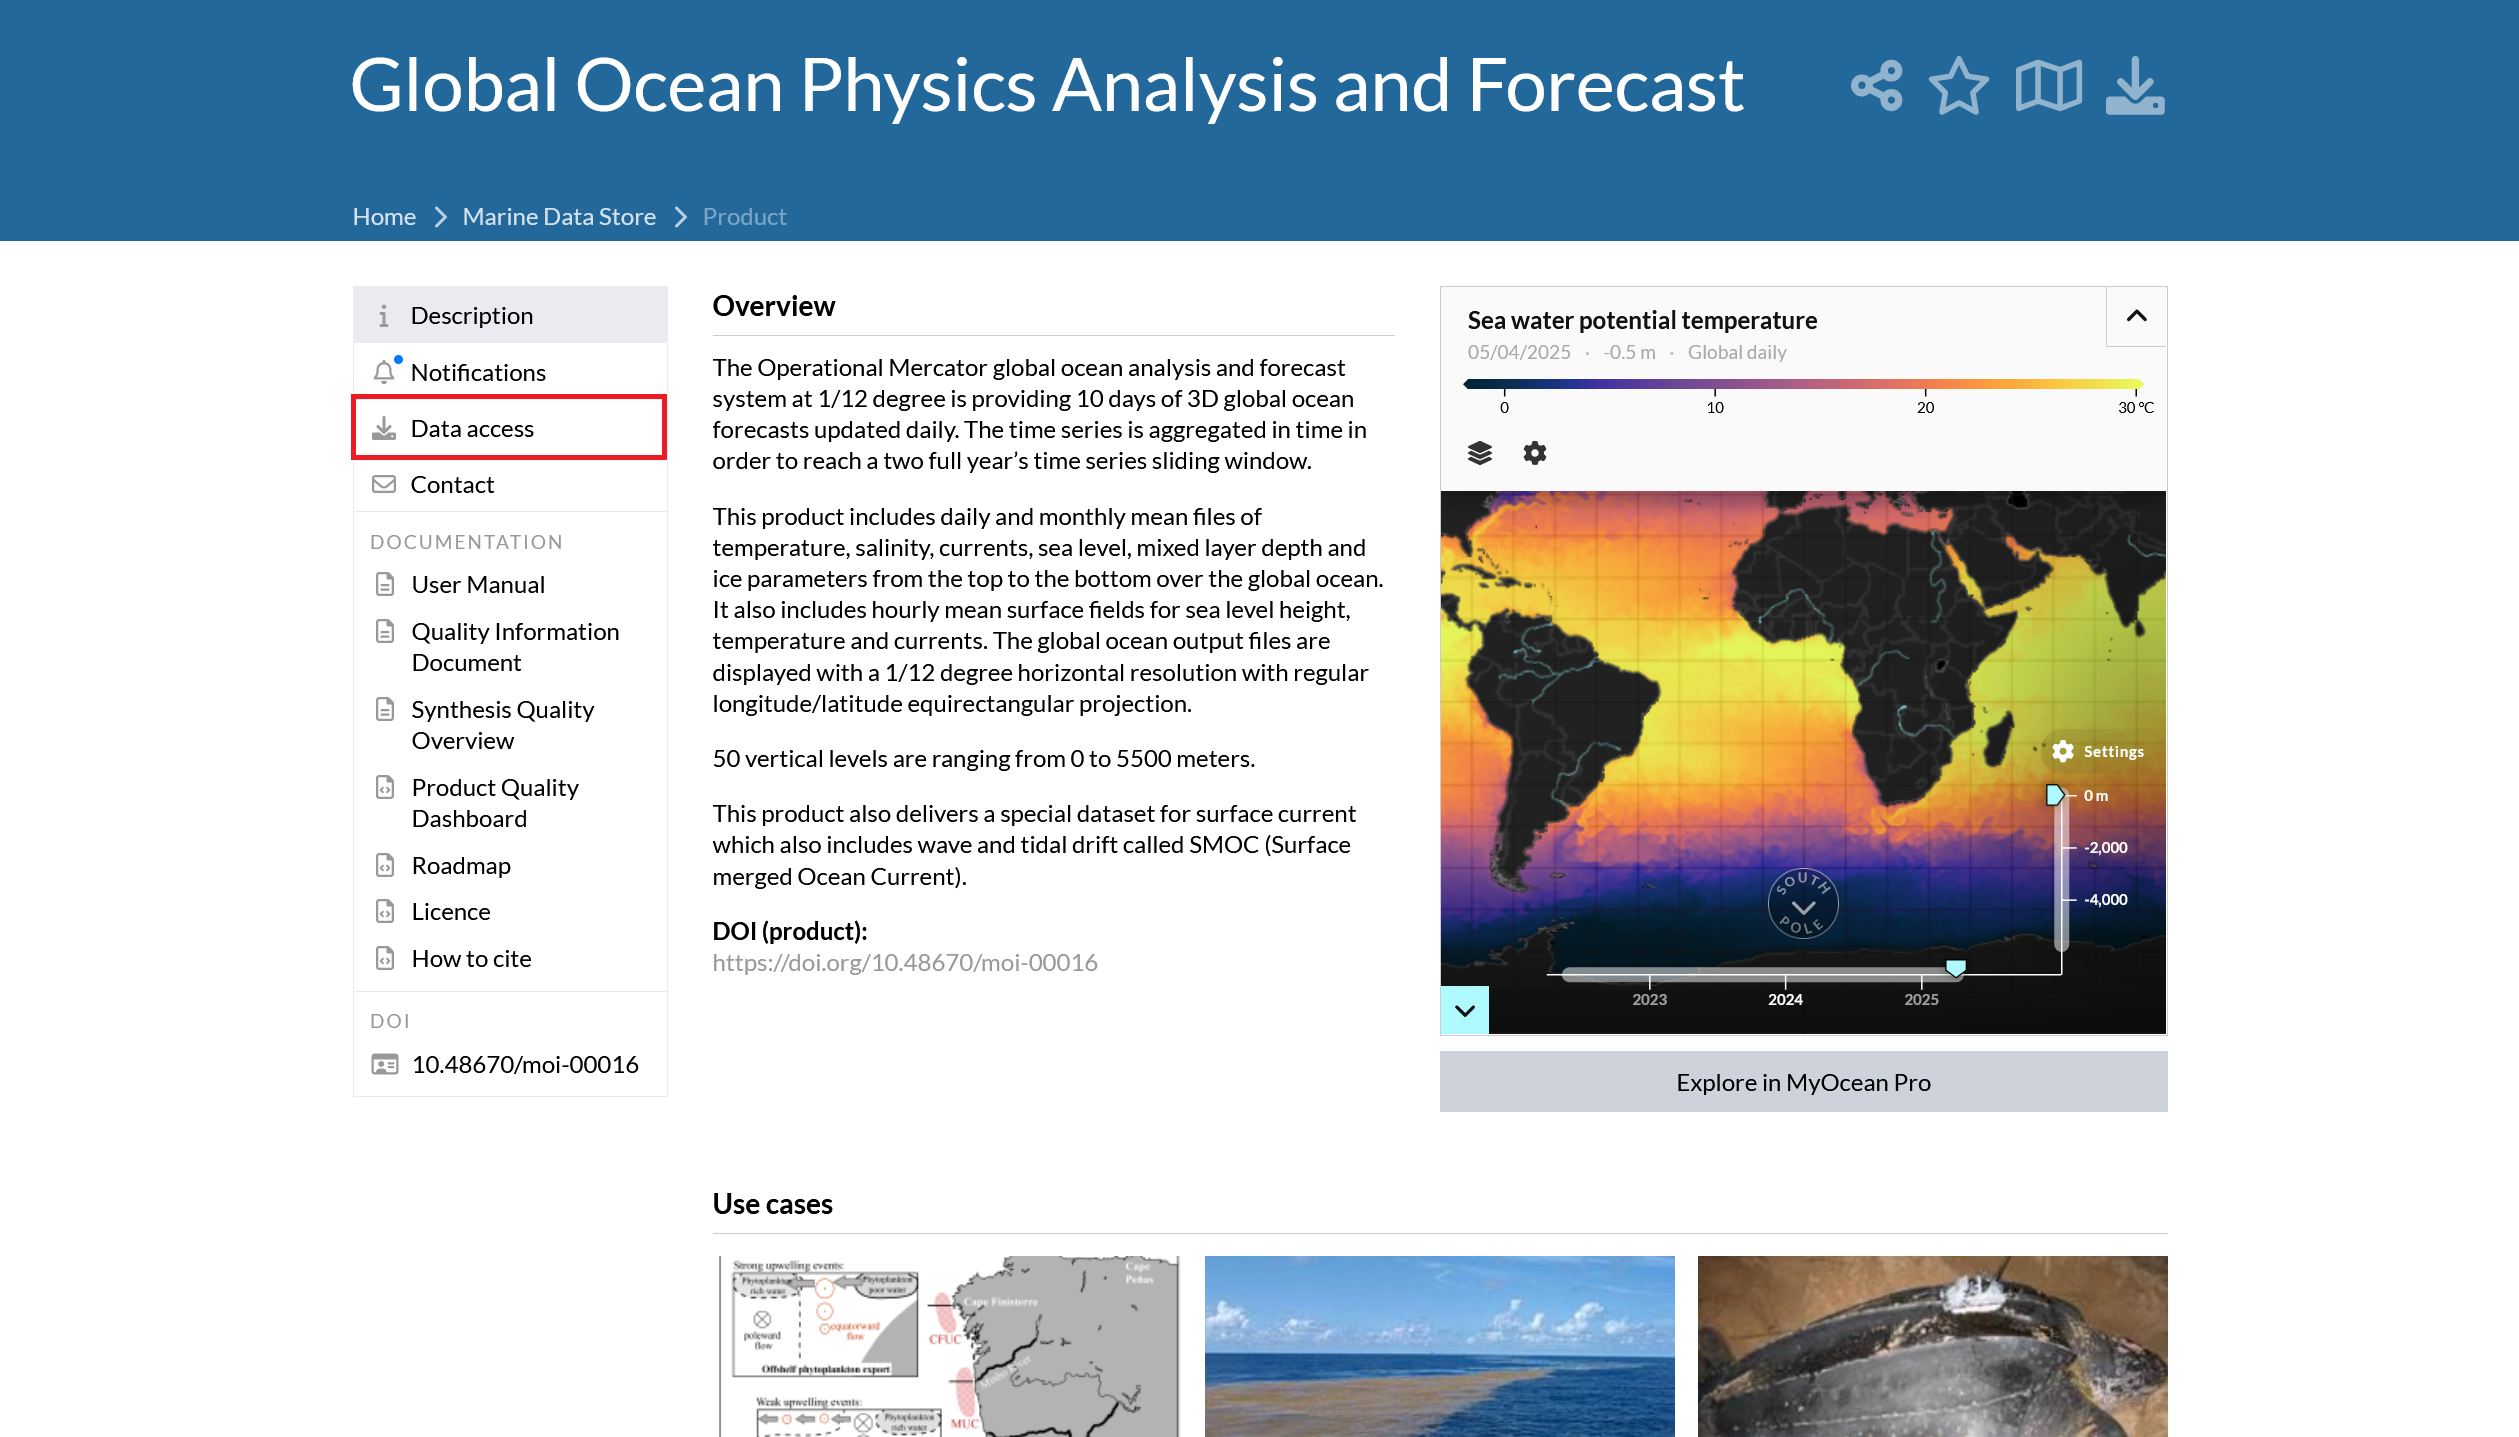 Global Ocean Physics Analysis and Forecast
Home
Marine Data Store
Product
Description
Notifications
Data access
Contact
DOCUMENTATION
User Manual
Quality Information
Document
Synthesis Quality
Overview
Product Quality
Dashboard
Roadmap
Licence
How to cite
DOI
10.48670/moi-00016
Overview
The Operational Mercator global ocean analysis and forecast
system at 1/12 degree is providing 10 days of 3D global ocean
forecasts updated daily. The time series is aggregated in time in
order to reach a two full year’s time series sliding window.
This product includes daily and monthly mean files of
temperature, salinity, currents, sea level, mixed layer depth and
ice parameters from the top to the bottom over the global ocean.
It also includes hourly mean surface fields for sea level height,
temperature and currents. The global ocean output files are
displayed with a 1/12 degree horizontal resolution with regular
longitude/latitude equirectangular projection.
50 vertical levels are ranging from 0 to 5500 meters.
This product also delivers a special dataset for surface current
which also includes wave and tidal drift called SMOC (Surface
merged Ocean Current).
DOI (product):
https://doi.org/10.48670/moi-00016
Sea water potential temperature
05/04/2025 · -0.5 m · Global daily
0 10 20 30 °C
Settings
0 m
-2,000
-4,000
SOUTH
POLE
2023 2024 2025
Explore in MyOcean Pro
Use cases
Strong upwelling events:
Phytoplankton
rich water
Phytoplankton
poor water
poleward
flow
equatorward
flow
Offshelf phytoplankton export
Weak upwelling events:
Phytoplankton
rich water
Cape
Peñas
Cape Finisterre
CFUC
MUC